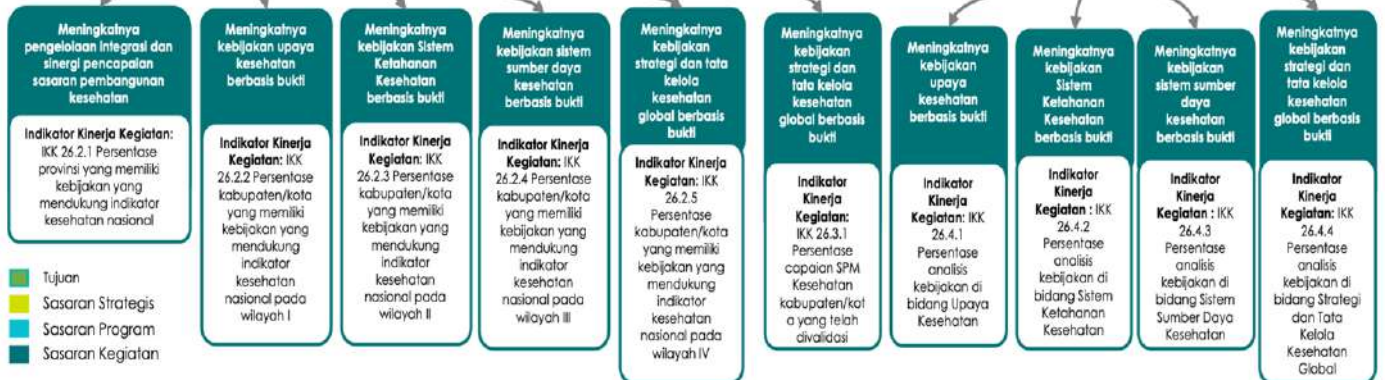 Meningkatnya
pengelolaan integrasi dan
sinergi pencapaian
sasaran pembangunan
kesehatan
Indikator Kinerja Kegiatan:
IKK 26.2.1 Persentase
provinsi yang memiliki
kebijakan yang
mendukung indikator
kesehatan nasional
Meningkatnya
kebijakan upaya
kesehatan
berbasis bukti
Indikator Kinerja
Kegiatan: IKK
26.2.2 Persentase
kabupaten/kota
yang memiliki
kebijakan yang
mendukung
indikator
kesehatan
nasional pada
wilayah I
Meningkatnya
kebijakan Sistem
Ketahanan
Kesehatan
berbasis bukti
Indikator Kinerja
Kegiatan: IKK
26.2.3 Persentase
kabupaten/kota
yang memiliki
kebijakan yang
mendukung
indikator
kesehatan
nasional pada
wilayah II
Meningkatnya
kebijakan sistem
sumber daya
kesehatan
berbasis bukti
Indikator Kinerja
Kegiatan: IKK
26.2.4 Persentase
kabupaten/kota
yang memiliki
kebijakan yang
mendukung
indikator
kesehatan
nasional pada
wilayah III
Meningkatnya
kebijakan
strategi dan tata
kelola
kesehatan
global berbasis
bukti
Indikator Kinerja
Kegiatan: IKK
26.2.5
Persentase
kabupaten/kota
yang memiliki
kebijakan yang
mendukung
indikator
kesehatan
nasional pada
wilayah IV
Meningkatnya
kebijakan
strategi dan
tata kelola
kesehatan
global berbasis
bukti
Indikator
Kinerja
Kegiatan:
IKK 26.3.1
Persentase
capaian SPM
Kesehatan
kabupaten/kot
a yang telah
divalidasi
Meningkatnya
kebijakan
upaya
kesehatan
berbasis bukti
Indikator
Kinerja
Kegiatan: IKK
26.4.1
Persentase
analisis
kebijakan di
bidang Upaya
Kesehatan
Meningkatnya
kebijakan
Sistem
Ketahanan
Kesehatan
berbasis bukti
Indikator
Kinerja
Kegiatan : IKK
26.4.2
Persentase
analisis
kebijakan di
bidang Sistem
Ketahanan
Kesehatan
Meningkatnya
kebijakan
sistem sumber
daya
kesehatan
berbasis bukti
Indikator
Kinerja
Kegiatan : IKK
26.4.3
Persentase
analisis
kebijakan di
bidang Sistem
Sumber Daya
Kesehatan
Meningkatnya
kebijakan
strategi dan
tata kelola
kesehatan
global berbasis
bukti
Indikator
Kinerja
Kegiatan: IKK
26.4.4
Persentase
analisis
kebijakan di
bidang Strategi
dan Tata
Kelola
Kesehatan
Global
Tujuan
Sasaran Strategis
Sasaran Program
Sasaran Kegiatan